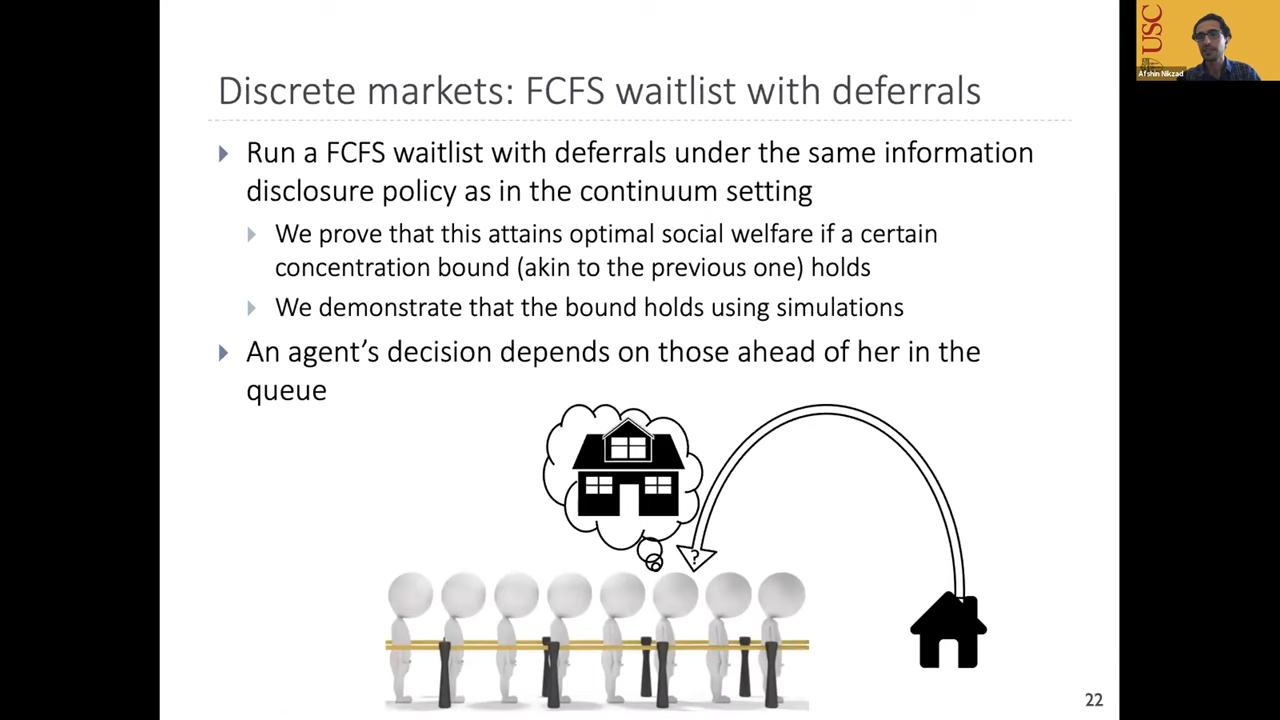 USC
Afshin Nikzad
Discrete markets: FCFS waitlist with deferrals
Run a FCFS waitlist with deferrals under the same information
disclosure policy as in the continuum setting
We prove that this attains optimal social welfare if a certain
concentration bound (akin to the previous one) holds
We demonstrate that the bound holds using simulations
An agent’s decision depends on those ahead of her in the
queue
?
22